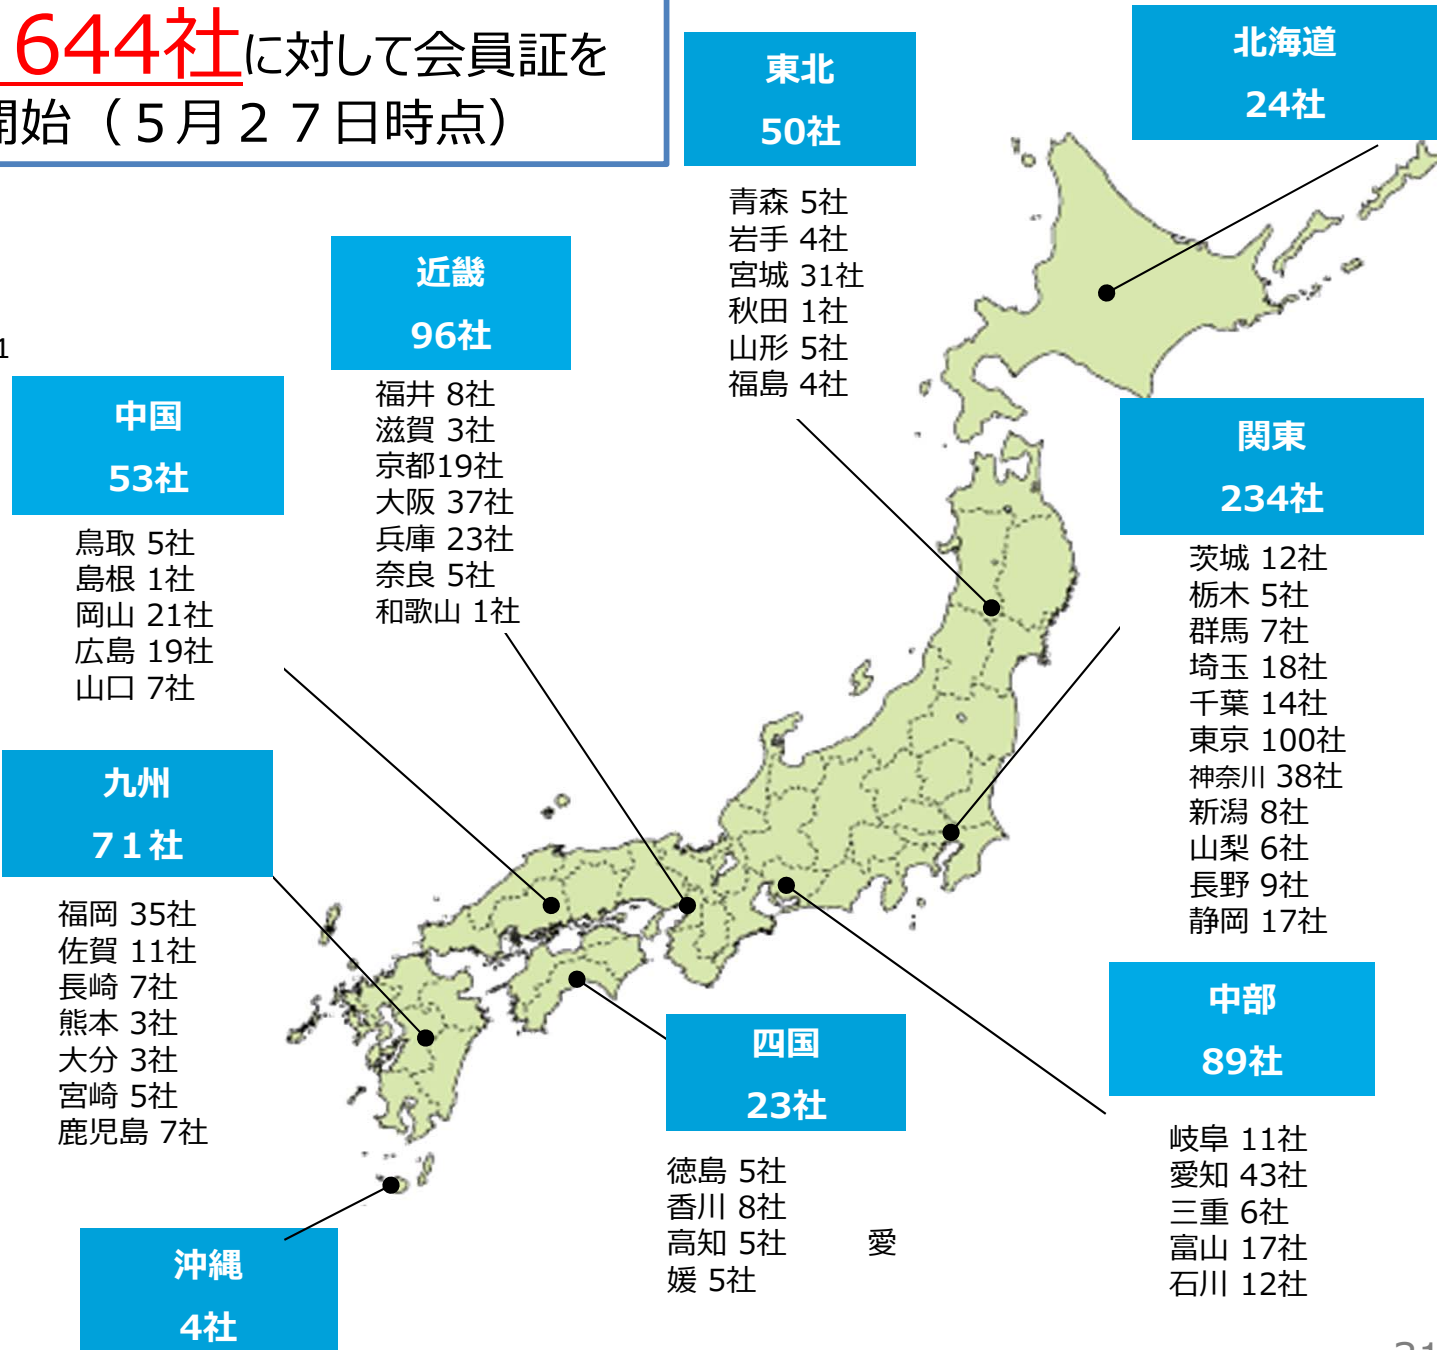 644社に対して会員証を
開始（５月２７日時点）
北海道
24社
東北
50社
青森 5社
岩手 4社
宮城 31社
秋田 1社
山形 5社
福島 4社
近畿
96社
福井 8社
滋賀 3社
京都19社
大阪 37社
兵庫 23社
奈良 5社
和歌山 1社
1
中国
53社
鳥取 5社
島根 1社
岡山 21社
広島 19社
山口 7社
関東
234社
茨城 12社
栃木 5社
群馬 7社
埼玉 18社
千葉 14社
東京 100社
神奈川 38社
新潟 8社
山梨 6社
長野 9社
静岡 17社
九州
７１社
福岡 35社
佐賀 11社
長崎 7社
熊本 3社
大分 3社
宮崎 5社
鹿児島 7社
四国
23社
徳島 5社
香川 8社
高知 5社 愛
媛 5社
中部
89社
岐阜 11社
愛知 43社
三重 6社
富山 17社
石川 12社
沖縄
4社